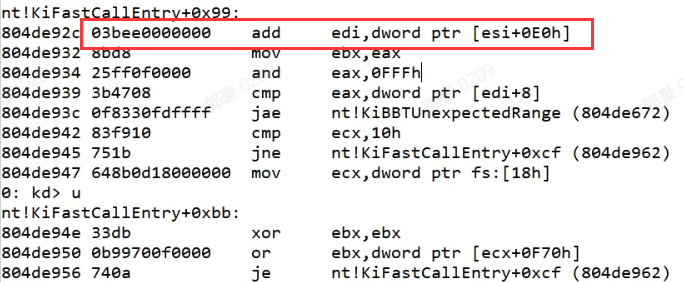 nt!KiFastCallEntry+0x99:
804de92c 03bee0000000    add     edi,dword ptr [esi+0E0h]
804de932 8bd8            mov     ebx,eax
804de934 25ff0f0000      and     eax,0FFFh
804de939 3b4708          cmp     eax,dword ptr [edi+8]
804de93c 0f8330fdffff    jae     nt!KiBBTUnexpectedRange (804de672)
804de942 83f910          cmp     ecx,10h
804de945 751b            jne     nt!KiFastCallEntry+0xcf (804de962)
804de947 648b0d18000000  mov     ecx,dword ptr fs:[18h]
0: kd> u
nt!KiFastCallEntry+0xbb:
804de94e 33db            xor     ebx,ebx
804de950 0b99700f0000    or      ebx,dword ptr [ecx+0F70h]
804de956 740a            je      nt!KiFastCallEntry+0xcf (804de962)